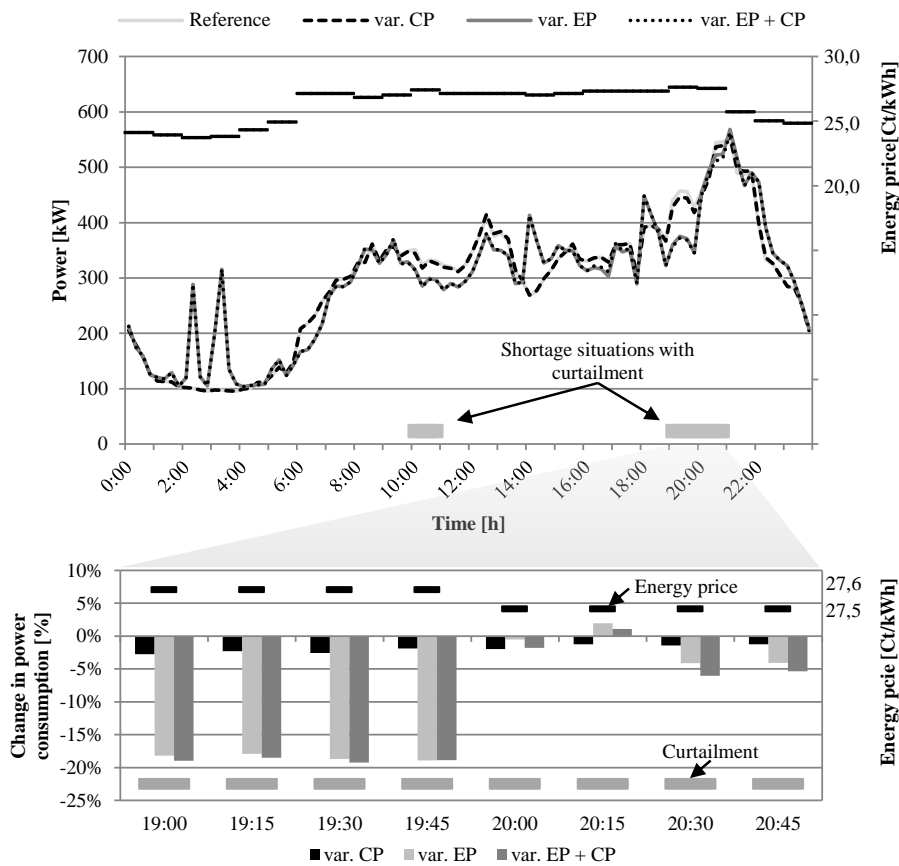 Reference var. CP var. EP var. EP + CP
700
600
500
400
300
200
100
0
Power [kW]
30,0
25,0
20,0
Energy price[Ct/kWh]
Shortage situations with
curtailment
0:00 2:00 4:00 6:00 8:00 10:00 12:00 14:00 16:00 18:00 20:00 22:00
Time [h]
10%
5%
0%
-5%
-10%
-15%
-20%
-25%
Change in power
consumption [%]
27,6
27,5
Energy pcie [Ct/kWh]
Energy price
Curtailment
19:00 19:15 19:30 19:45 20:00 20:15 20:30 20:45
var. CP var. EP var. EP + CP